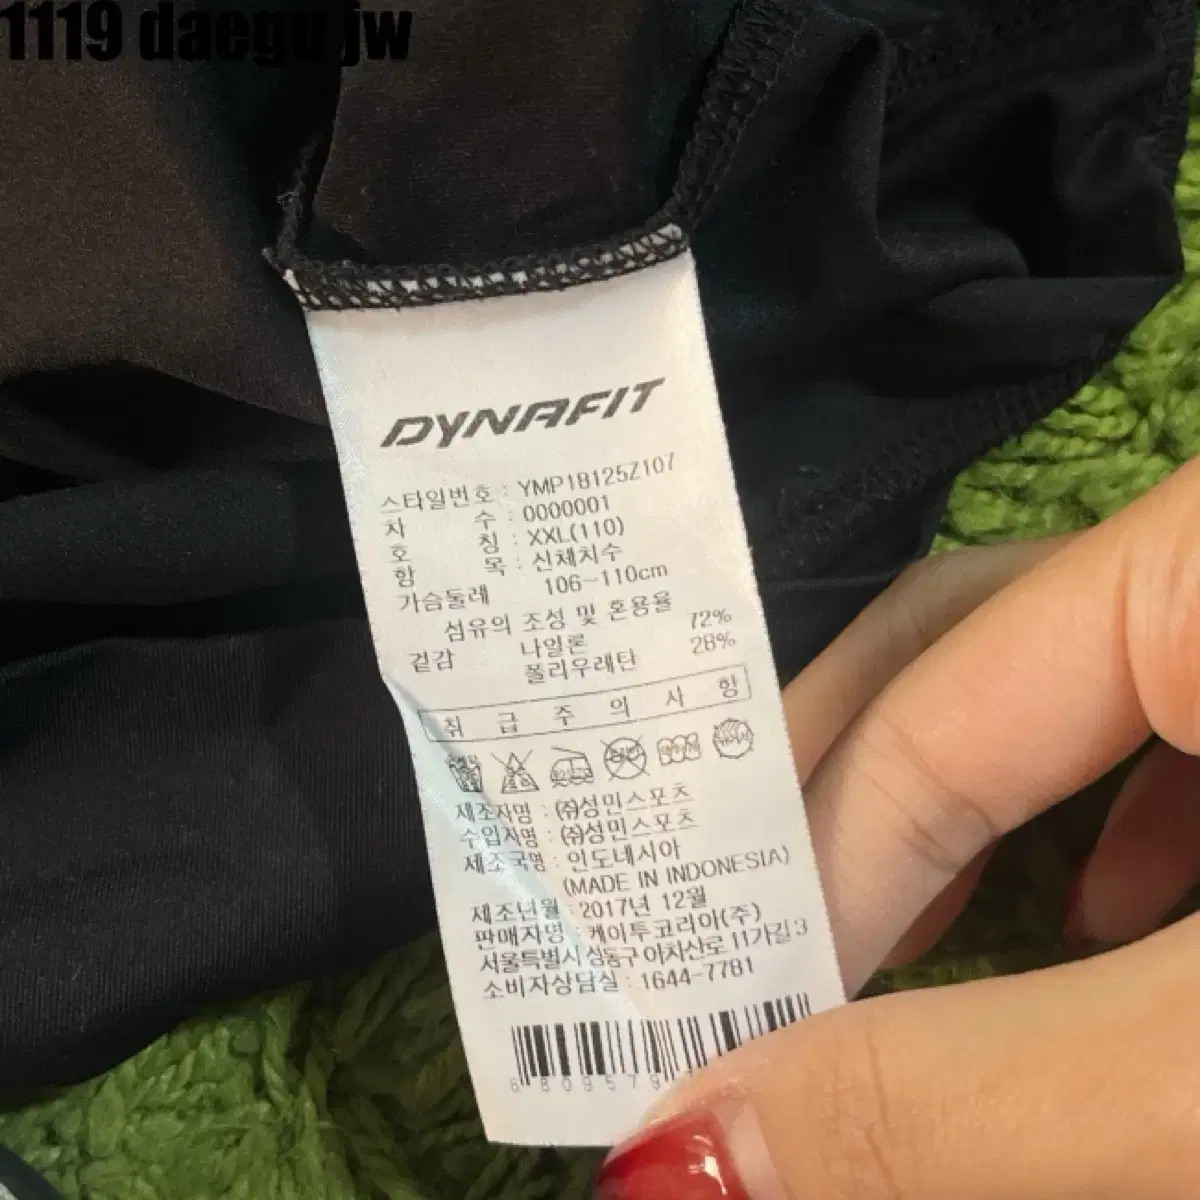 1119 daegu jw
DYNAFIT
스타일번호 : YMP18125Z107
차 수 : 0000001
호 칭 : XXL(110)
항 목 : 신체치수
가슴둘레 106-110cm
섬유의 조성 및 혼용율
겉감 나일론 72%
폴리우레탄 28%
취 급 주 의 사 항
제조자명 : (쥬)성민스포츠
수입자명 : (쥬)성민스포츠
제조국명 : 인도네시아
(MADE IN INDONESIA)
제조년월 : 2017년 12월
판매자명 : 케이투코리아(주)
서울특별시 성동구 아차산로 11가길 3
소비자상담실 : 1644-7781
8 809579